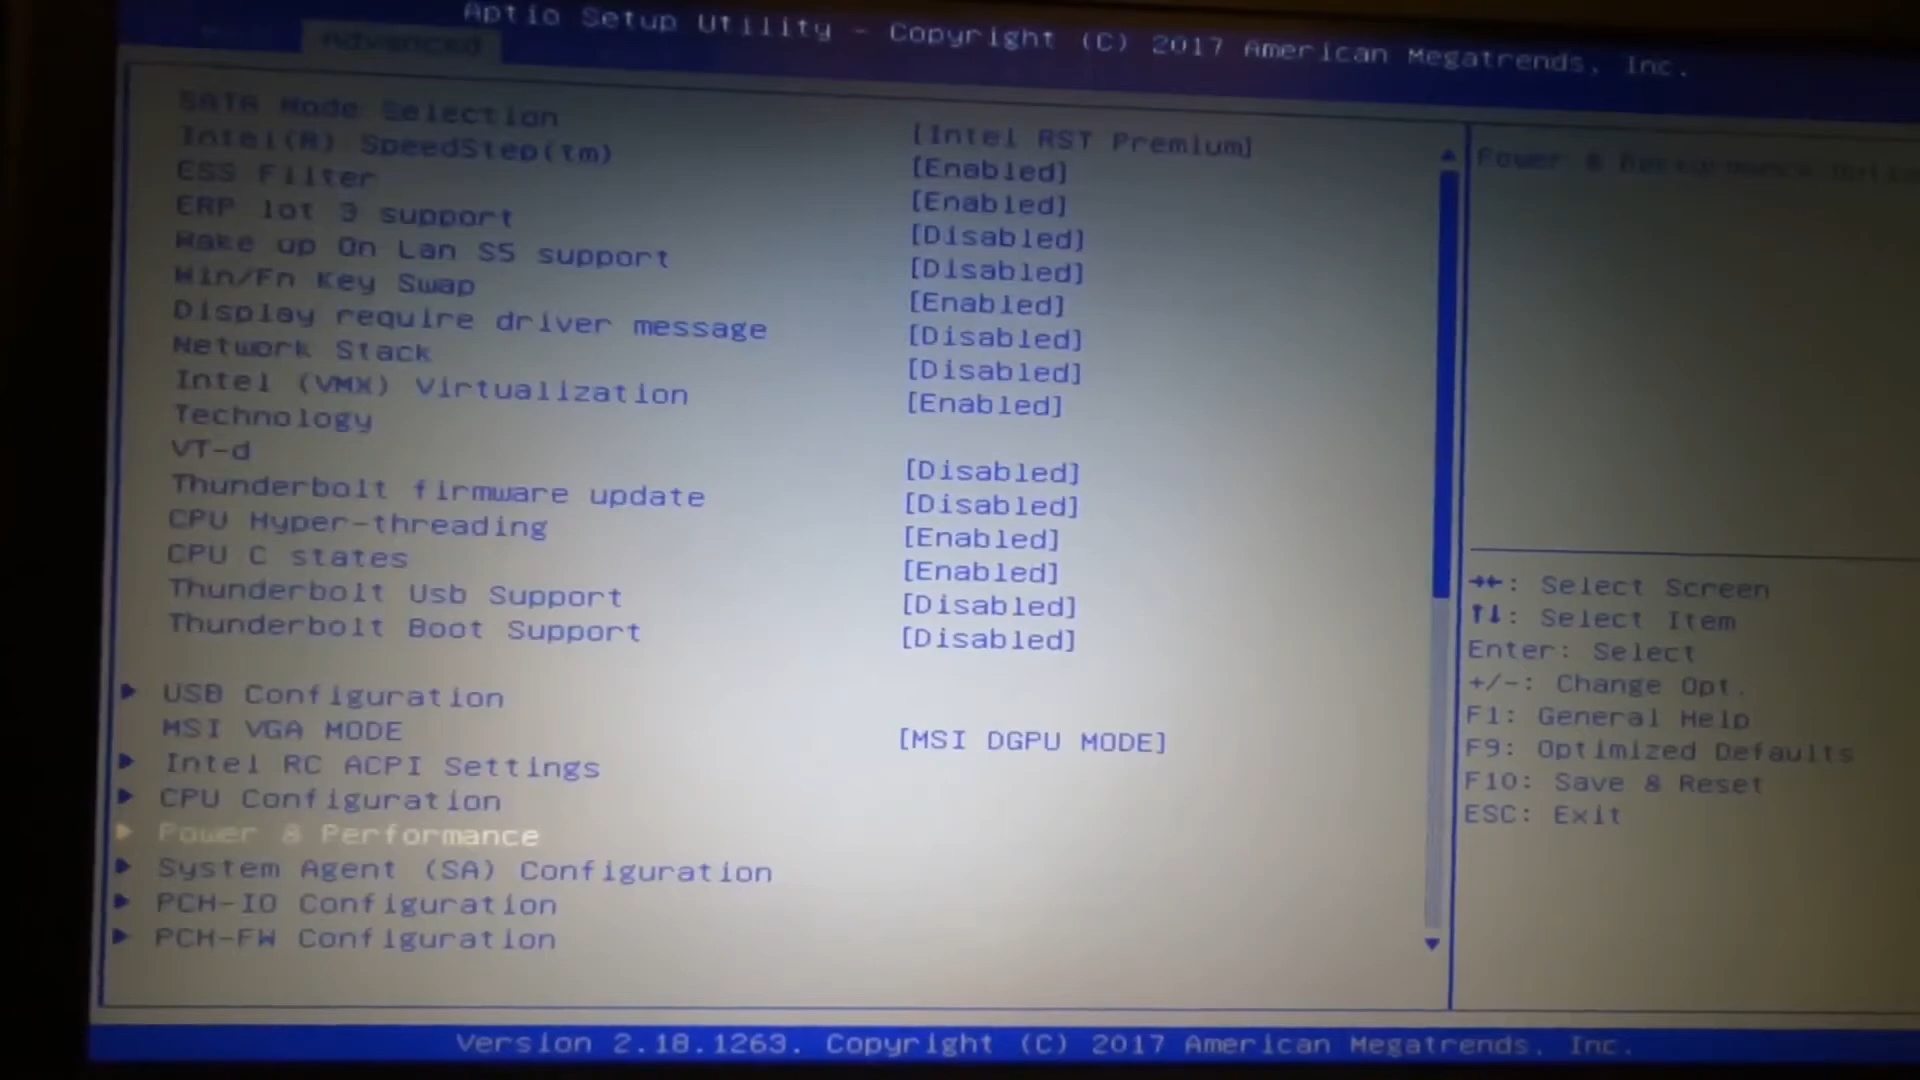 Aptio Setup Utility - Copyright (C) 2017 American Megatrends, Inc.
Advanced
SATA Mode Selection [Intel RST Premium]
Intel(R) SpeedStep(tm) [Enabled]
ESS Filter [Enabled]
ERP lot 3 support [Disabled]
Wake up On Lan S5 support [Disabled]
Win/Fn Key Swap [Enabled]
Display require driver message [Disabled]
Network Stack [Disabled]
Intel (VMX) Virtualization [Enabled]
Technology
VT-d [Disabled]
Thunderbolt firmware update [Disabled]
CPU Hyper-threading [Enabled]
CPU C states [Enabled]
Thunderbolt Usb Support [Disabled]
Thunderbolt Boot Support [Disabled]
USB Configuration
MSI VGA MODE [MSI DGPU MODE]
Intel RC ACPI Settings
CPU Configuration
Power & Performance
System Agent (SA) Configuration
PCH-IO Configuration
PCH-FW Configuration
Power & Performance
→←: Select Screen
↑↓: Select Item
Enter: Select
+/-: Change Opt.
F1: General Help
F9: Optimized Defaults
F10: Save & Reset
ESC: Exit
Version 2.18.1263. Copyright (C) 2017 American Megatrends, Inc.